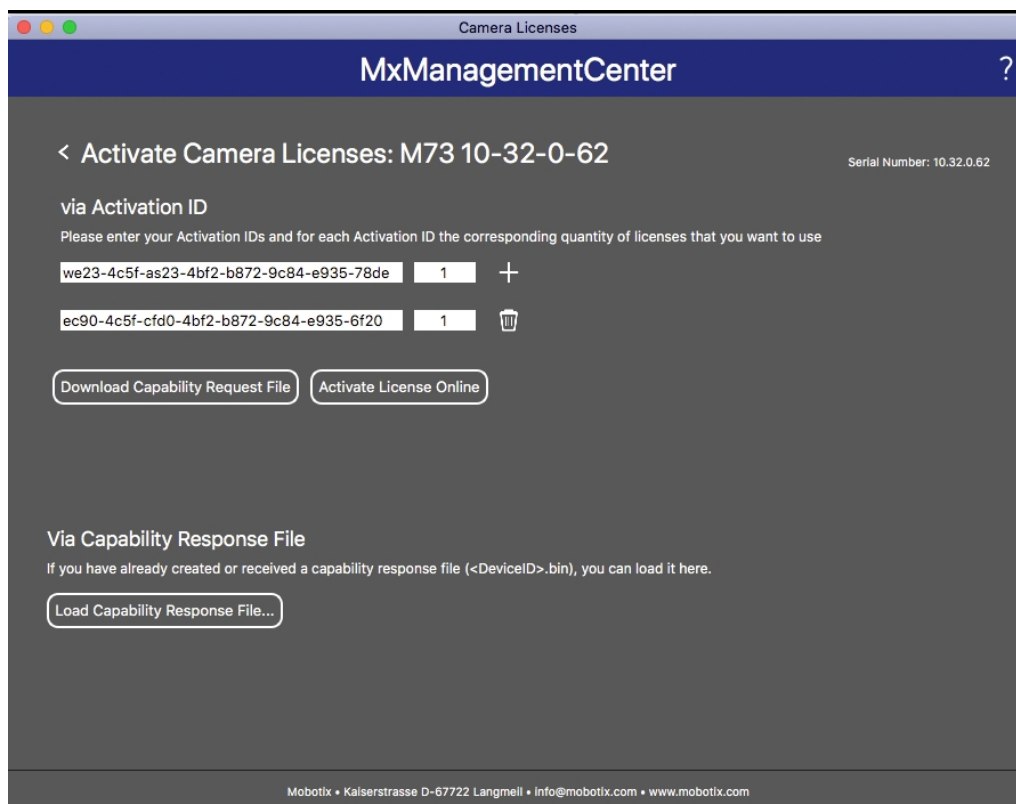 Camera Licenses
MxManagementCenter
?
< Activate Camera Licenses: M73 10-32-0-62
Serial Number: 10.32.0.62
via Activation ID
Please enter your Activation IDs and for each Activation ID the corresponding quantity of licenses that you want to use
we23-4c5f-as23-4bf2-b872-9c84-e935-78de 1 +
ec90-4c5f-cfd0-4bf2-b872-9c84-e935-6f20 1
Download Capability Request File Activate License Online
Via Capability Response File
If you have already created or received a capability response file (<DeviceID>.bin), you can load it here.
Load Capability Response File...
Mobotix • Kaiserstrasse D-67722 Langmeil • info@mobotix.com • www.mobotix.com